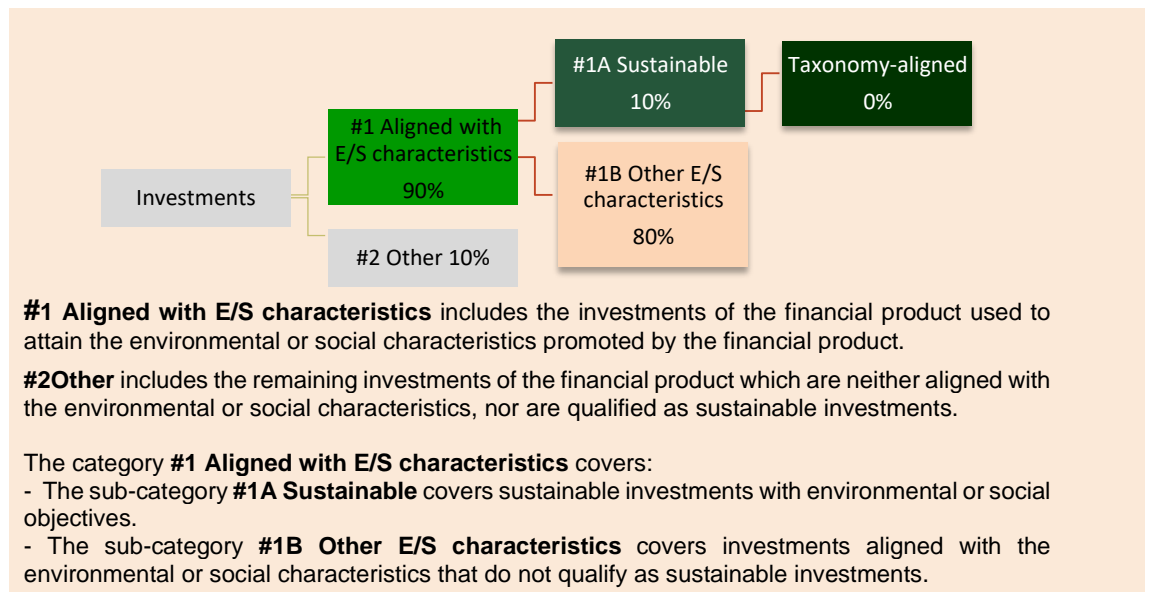 #1A Sustainable
10%
Taxonomy-aligned
0%
#1 Aligned with
E/S characteristics
90%
#1B Other E/S
characteristics
80%
Investments
#2 Other 10%
#1 Aligned with E/S characteristics includes the investments of the financial product used to
attain the environmental or social characteristics promoted by the financial product.
#2Other includes the remaining investments of the financial product which are neither aligned with
the environmental or social characteristics, nor are qualified as sustainable investments.
The category #1 Aligned with E/S characteristics covers:
- The sub-category #1A Sustainable covers sustainable investments with environmental or social
objectives.
- The sub-category #1B Other E/S characteristics covers investments aligned with the
environmental or social characteristics that do not qualify as sustainable investments.